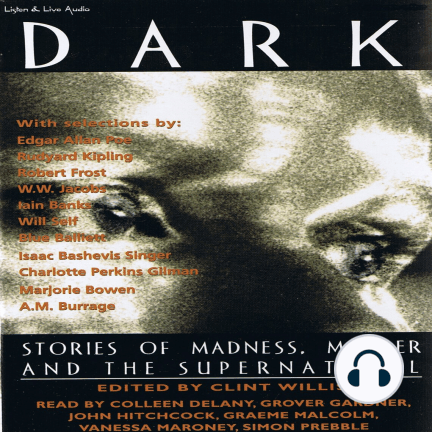 Listen & Live Audio
DARK
With selections by:
Edgar Allan Poe
Rudyard Kipling
Robert Frost
W.W. Jacobs
Iain Banks
Will Self
Blue Balliett
Isaac Bashevis Singer
Charlotte Perkins Gilman
Marjorie Bowen
A.M. Burrage
STORIES OF MADNESS,
AND THE
EDITED BY CLINT WILLIS
READ BY COLLEEN DELANY, GROVER GARDNER,
JOHN HITCHCOCK, GRAEME MALCOLM,
VANESSA MARONEY, SIMON PREBBLE